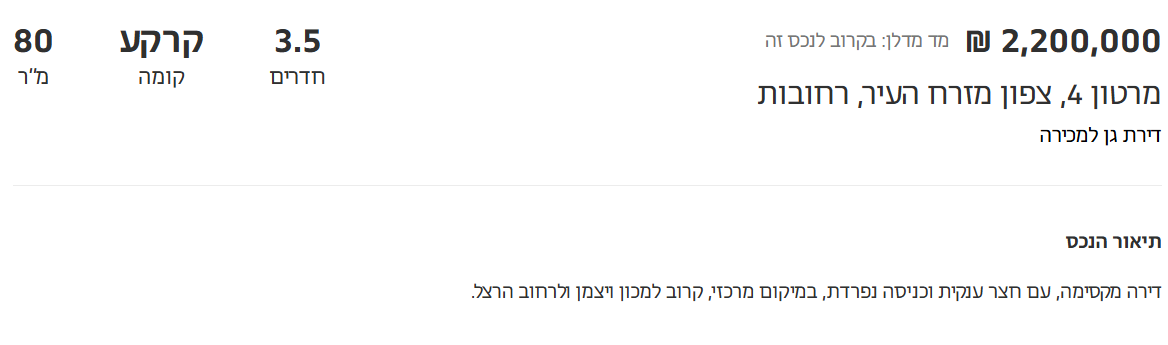 2,200,000 ₪ מד מדלן: בקרוב לנכס זה
מרטון 4, צפון מזרח העיר, רחובות
דירת גן למכירה
3.5 קרקע 80
חדרים קומה מ"ר
תיאור הנכס
דירה מקסימה, עם חצר ענקית וכניסה נפרדת, במיקום מרכזי, קרוב למכון ויצמן ולרחוב הרצל.